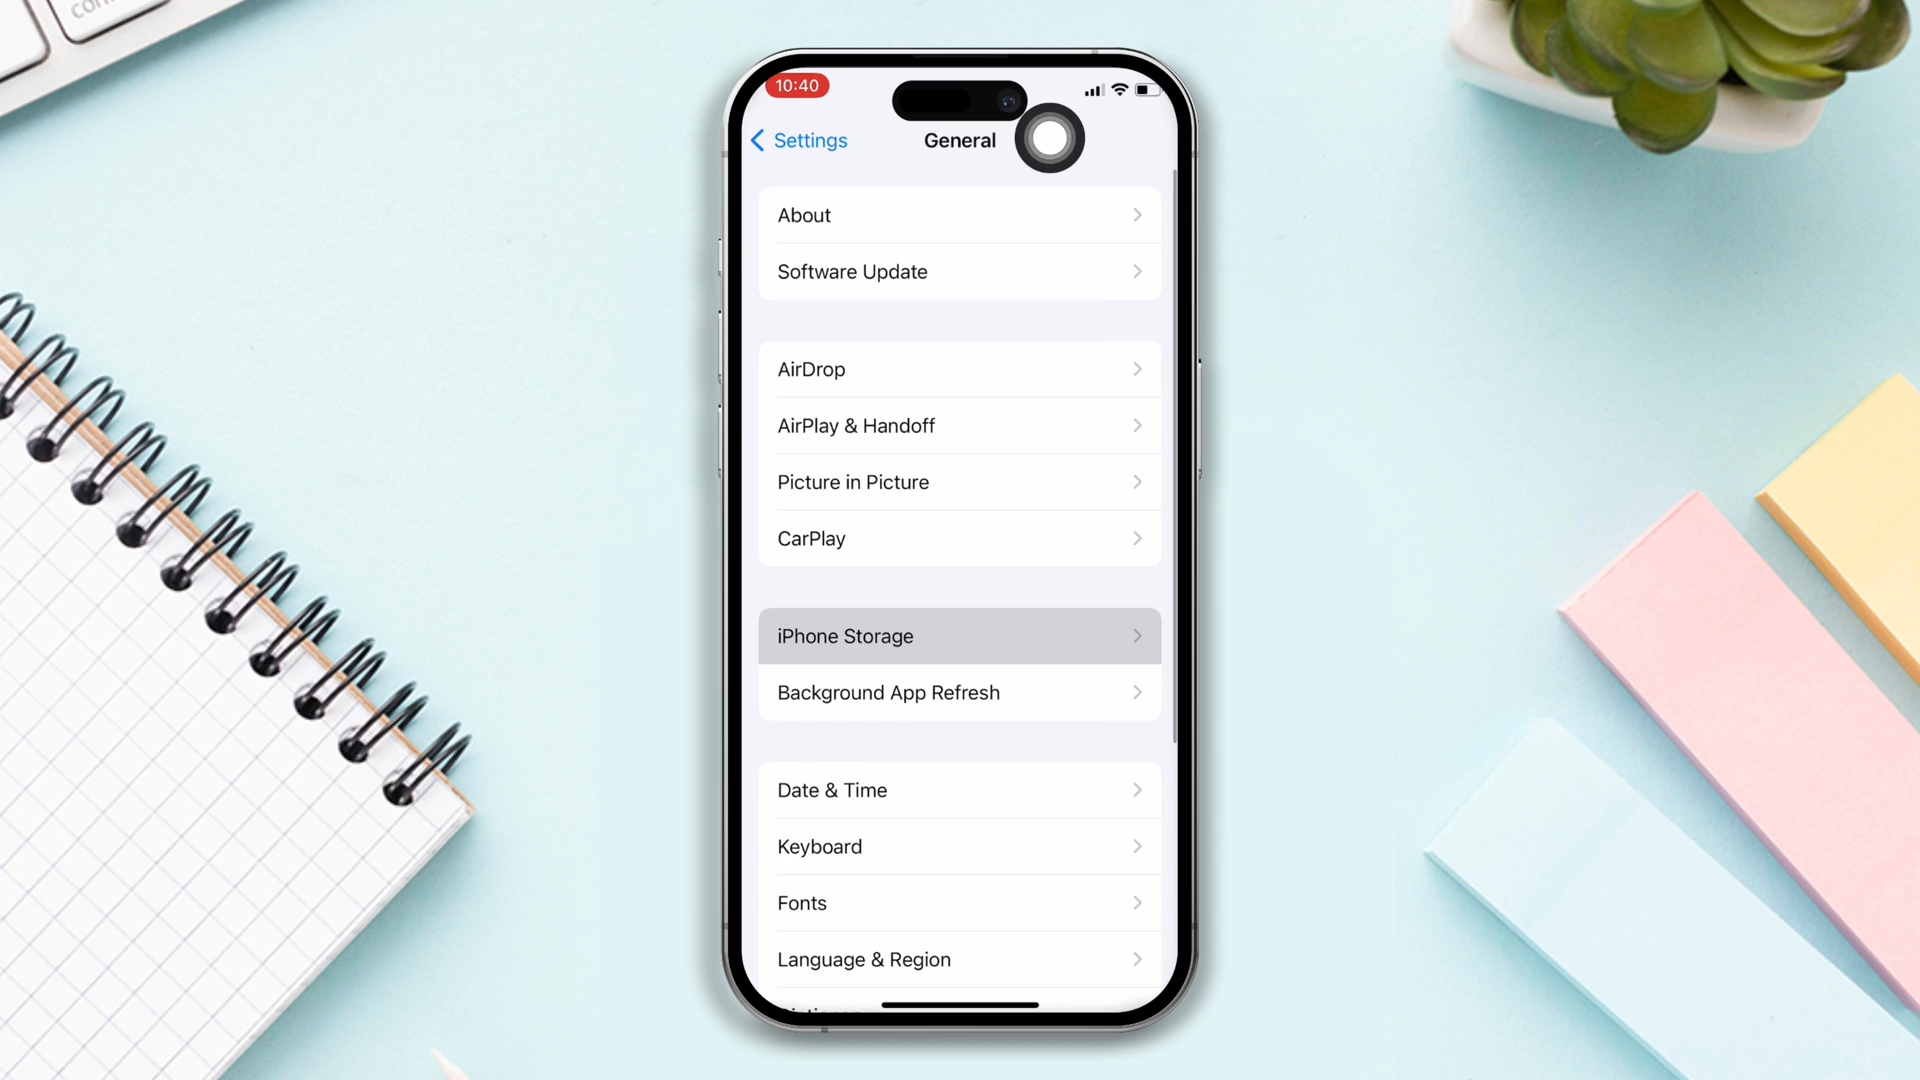 10:40
Settings
General
About
Software Update
AirDrop
AirPlay & Handoff
Picture in Picture
CarPlay
iPhone Storage
Background App Refresh
Date & Time
Keyboard
Fonts
Language & Region